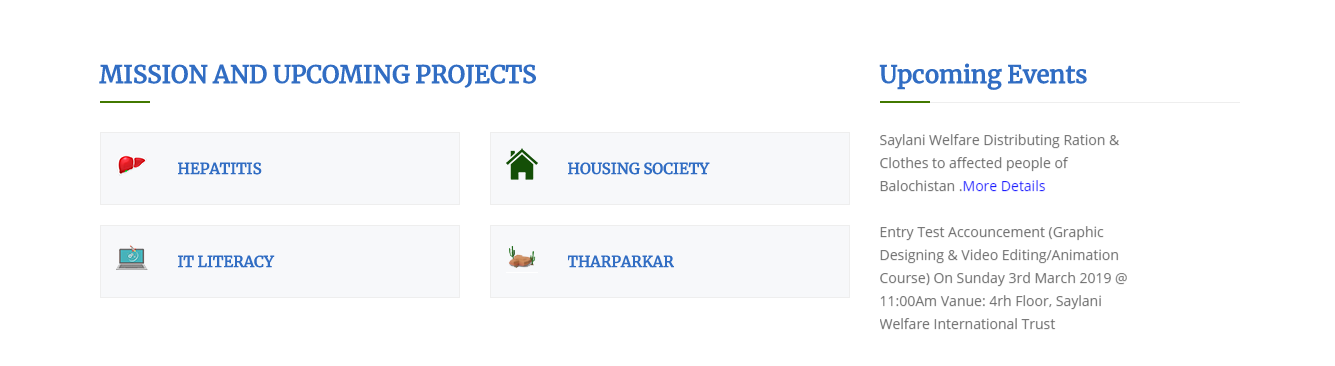 MISSION AND UPCOMING PROJECTS
HEPATITIS
HOUSING SOCIETY
IT LITERACY
THARPARKAR
Upcoming Events
Saylani Welfare Distributing Ration &
Clothes to affected people of
Balochistan .More Details
Entry Test Accouncement (Graphic
Designing & Video Editing/Animation
Course) On Sunday 3rd March 2019 @
11:00Am Vanue: 4rh Floor, Saylani
Welfare International Trust